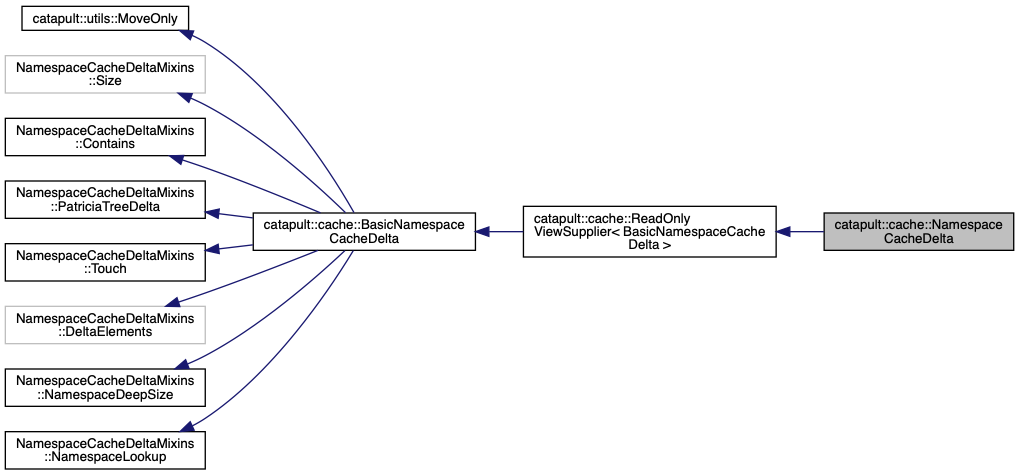 catapult::utils::MoveOnly
NamespaceCacheDeltaMixins
::Size
NamespaceCacheDeltaMixins
::Contains
NamespaceCacheDeltaMixins
::PatriciaTreeDelta
NamespaceCacheDeltaMixins
::Touch
NamespaceCacheDeltaMixins
::DeltaElements
NamespaceCacheDeltaMixins
::NamespaceDeepSize
NamespaceCacheDeltaMixins
::NamespaceLookup
catapult::cache::BasicNamespace
CacheDelta
catapult::cache::ReadOnly
ViewSupplier< BasicNamespaceCache
Delta >
catapult::cache::Namespace
CacheDelta